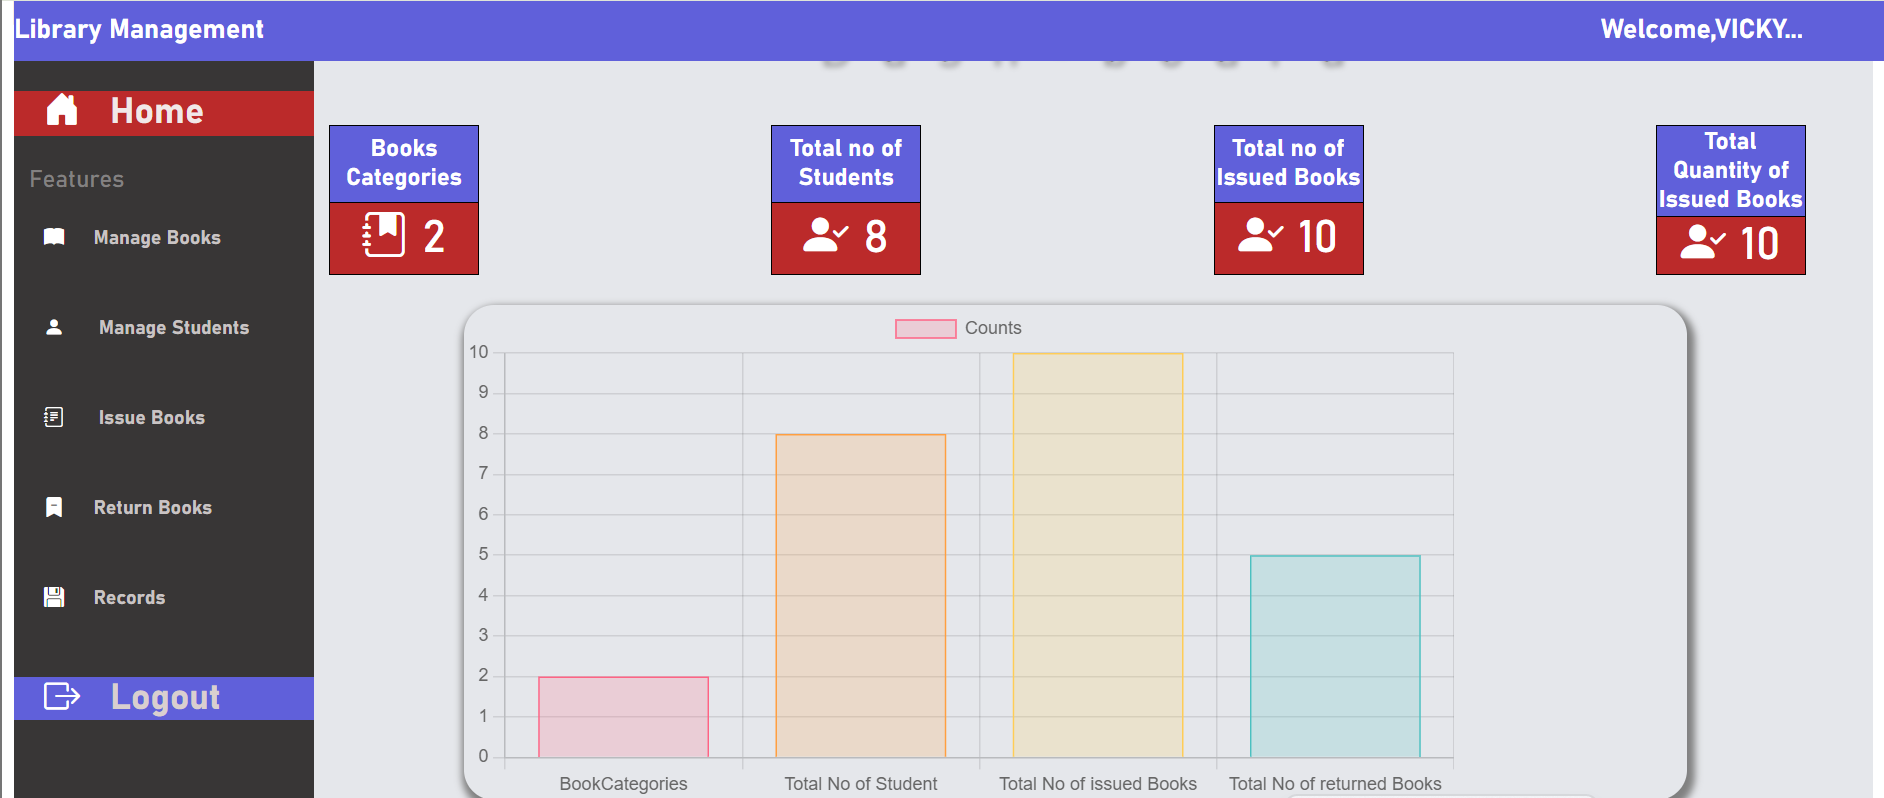 Library Management
Welcome,VICKY...
Home
Features
Manage Books
Manage Students
Issue Books
Return Books
Records
Logout
Books
Categories
2
Total no of
Students
8
Total no of
Issued Books
10
Total
Quantity of
Issued Books
10
Counts
10
9
8
7
6
5
4
3
2
1
0
BookCategories
Total No of Student
Total No of issued Books
Total No of returned Books